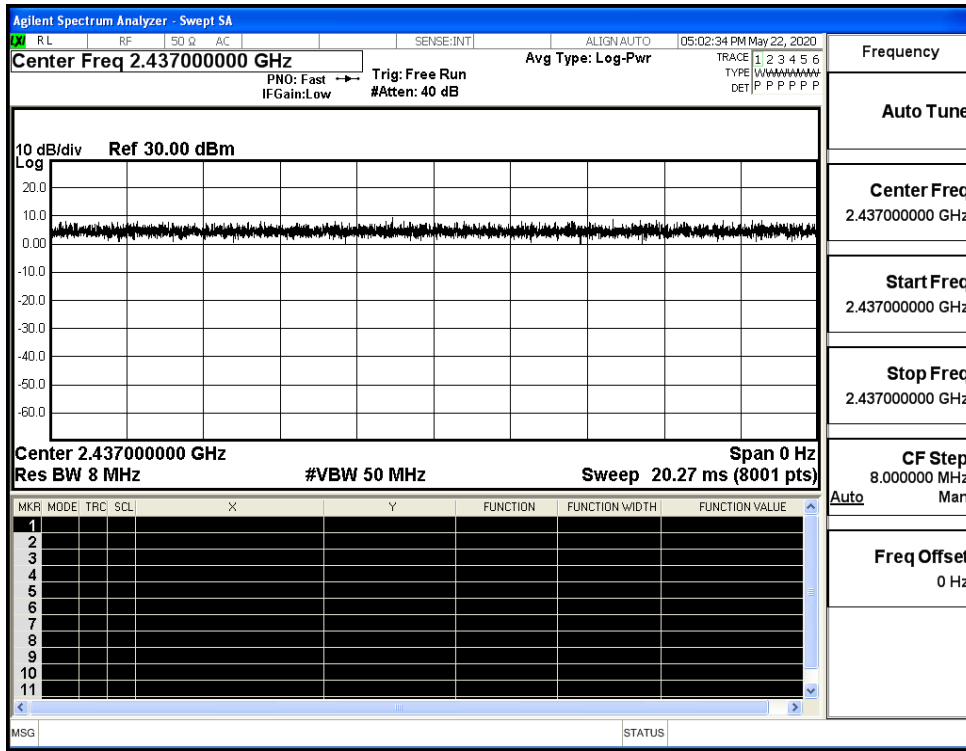 Agilent Spectrum Analyzer - Swept SA
LXI RL RF 50 Ω AC SENSE:INT ALIGN AUTO 05:02:34 PM May 22, 2020
Center Freq 2.437000000 GHz
PNO: Fast
IFGain:Low
Trig: Free Run
#Atten: 40 dB
Avg Type: Log-Pwr
TRACE 1 2 3 4 5 6
TYPE
DET P P P P P P
10 dB/div Ref 30.00 dBm
Log
20.0
10.0
0.00
-10.0
-20.0
-30.0
-40.0
-50.0
-60.0
Center 2.437000000 GHz Span 0 Hz
Res BW 8 MHz #VBW 50 MHz Sweep 20.27 ms (8001 pts)
MKR MODE TRC SCL X Y FUNCTION FUNCTION WIDTH FUNCTION VALUE
1
2
3
4
5
6
7
8
9
10
11
MSG STATUS
Frequency
Auto Tune
Center Freq
2.437000000 GHz
Start Freq
2.437000000 GHz
Stop Freq
2.437000000 GHz
CF Step
8.000000 MHz
Auto Man
Freq Offset
0 Hz